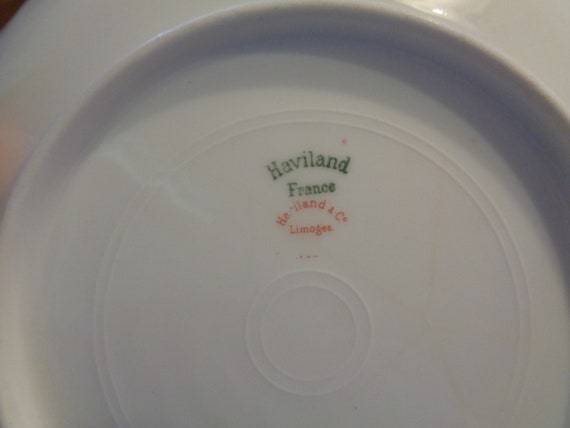 Haviland
France
& Co
Limoges